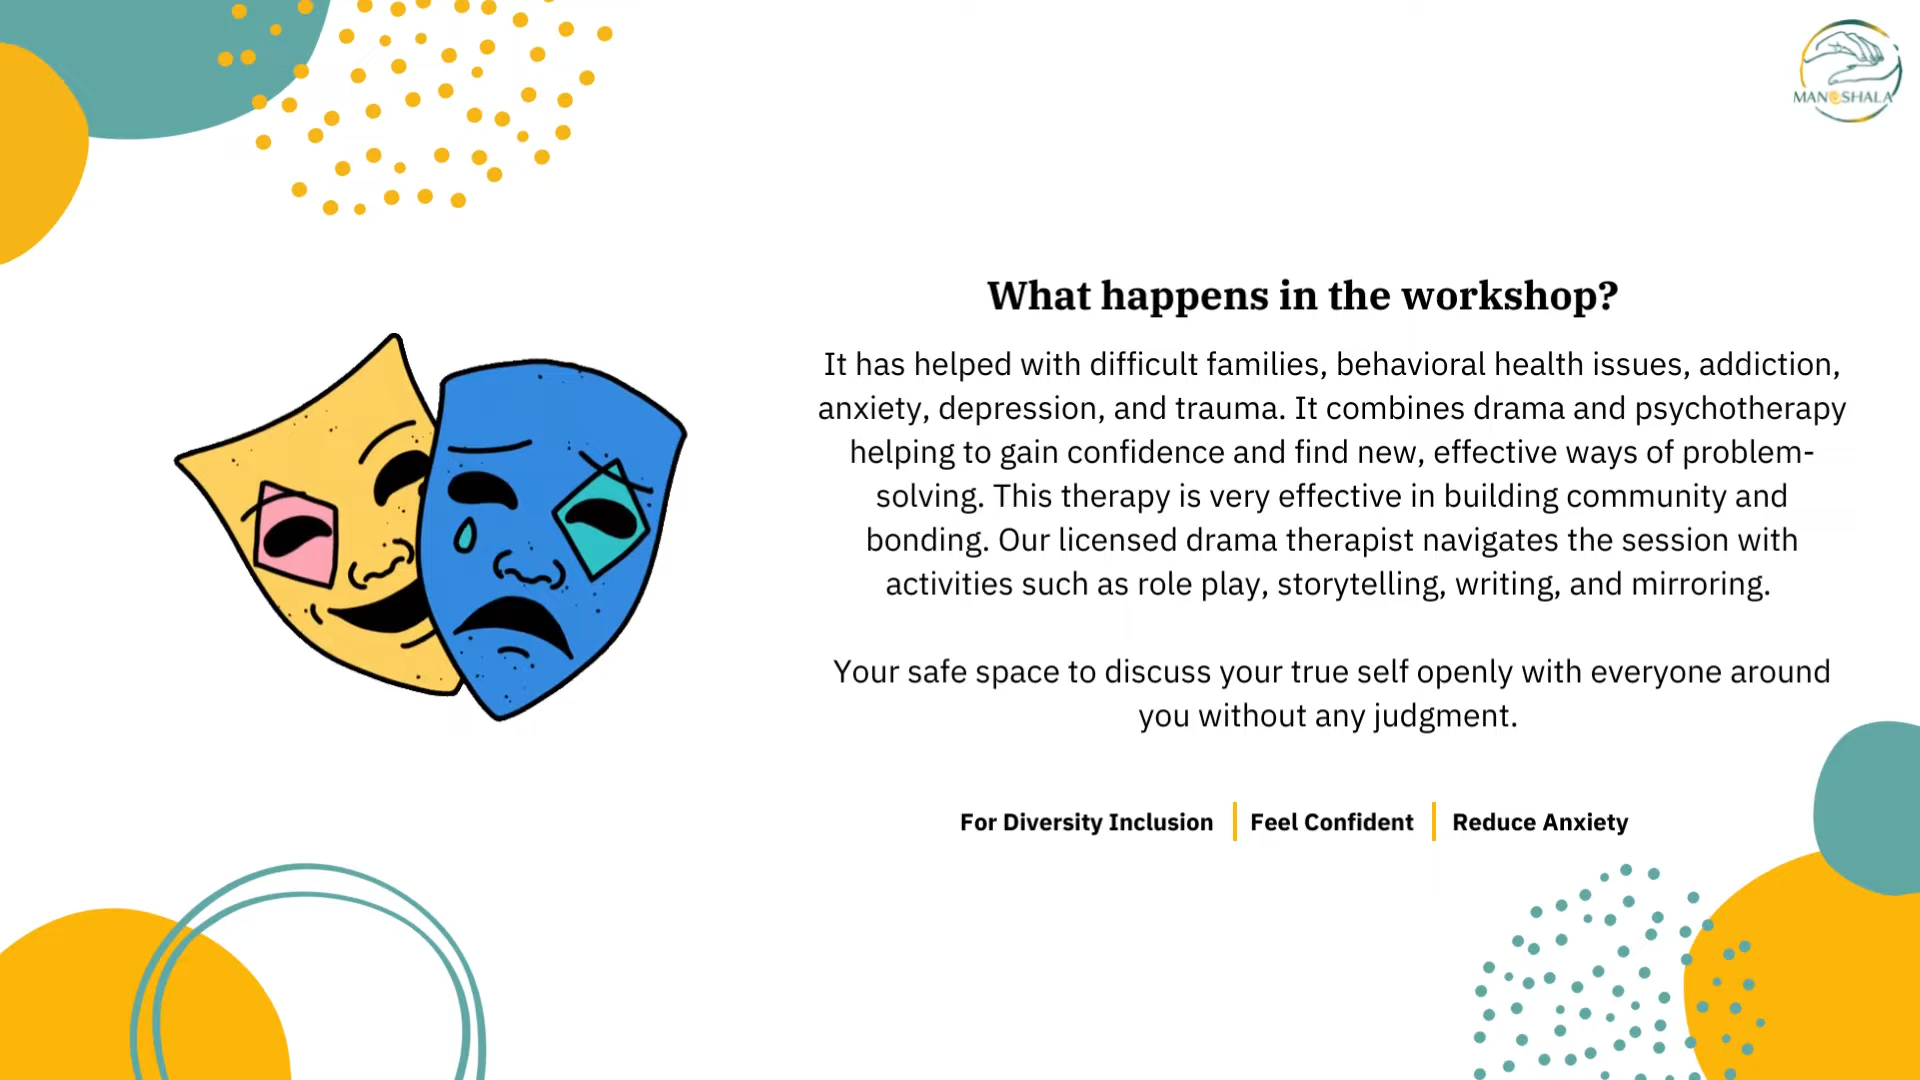 MANOSHALA
What happens in the workshop?
It has helped with difficult families, behavioral health issues, addiction,
anxiety, depression, and trauma. It combines drama and psychotherapy
helping to gain confidence and find new, effective ways of problem-
solving. This therapy is very effective in building community and
bonding. Our licensed drama therapist navigates the session with
activities such as role play, storytelling, writing, and mirroring.
Your safe space to discuss your true self openly with everyone around
you without any judgment.
For Diversity Inclusion | Feel Confident | Reduce Anxiety